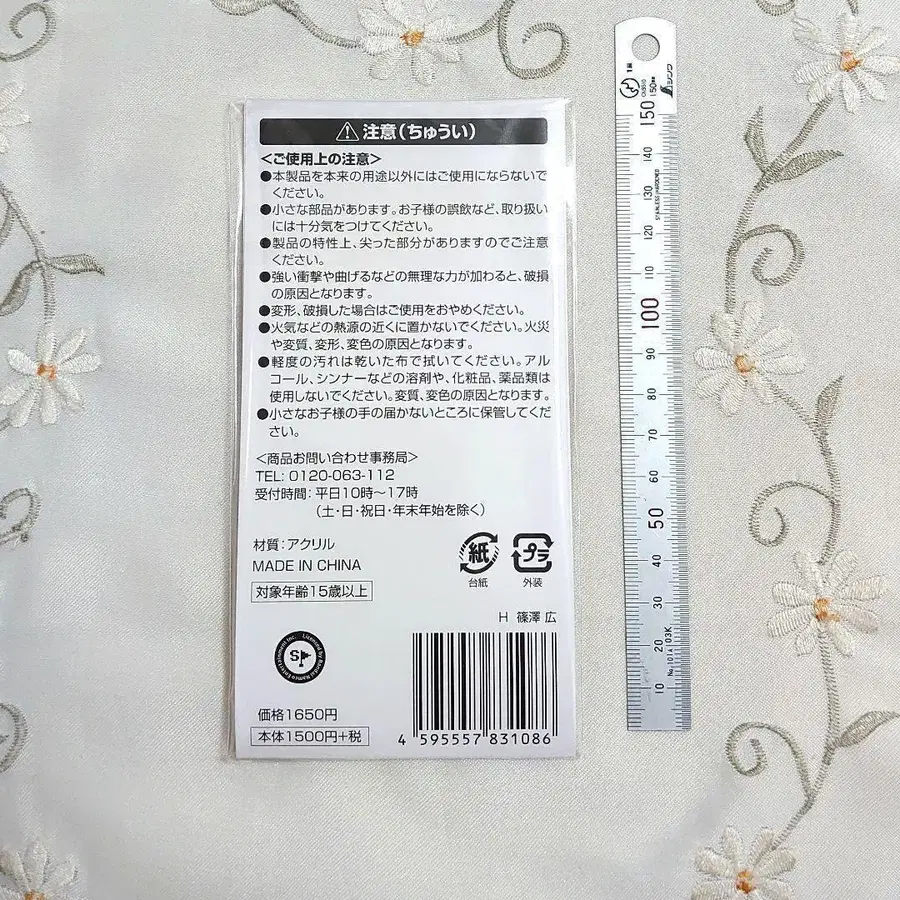 ⚠ 注意(ちゅうい)
<ご使用上の注意>
●本製品を本来の用途以外にはご使用にならないで
ください。
●小さな部品があります。お子様の誤飲など、取り扱い
には十分気をつけてください。
●製品の特性上、尖った部分がありますのでご注意
ください。
●強い衝撃や曲げるなどの無理な力が加わると、破損
の原因となります。
●変形、破損した場合はご使用をおやめください。
●火気などの熱源の近くに置かないでください。火災
や変質、変形、変色の原因となります。
●軽度の汚れは乾いた布で拭いてください。アル
コール、シンナーなどの溶剤や、化粧品、薬品類は
使用しないでください。変質、変色の原因となります。
●小さなお子様の手の届かないところに保管してくだ
さい。
<商品お問い合わせ事務局>
TEL: 0120-063-112
受付時間：平日10時～17時
(土・日・祝日・年末年始を除く)
材質：アクリル
MADE IN CHINA
対象年齢15歳以上
紙
台紙
プラ
外装
H 篠澤 広
Licensed by Bandai Namco Entertainment Inc.
価格1650円
本体1500円+税
4 595557 831086
シンワ
150㎜
150
140
130
STAINLESS HARDENED
120
110
100
90
80
70
60
50
40
30
20
10